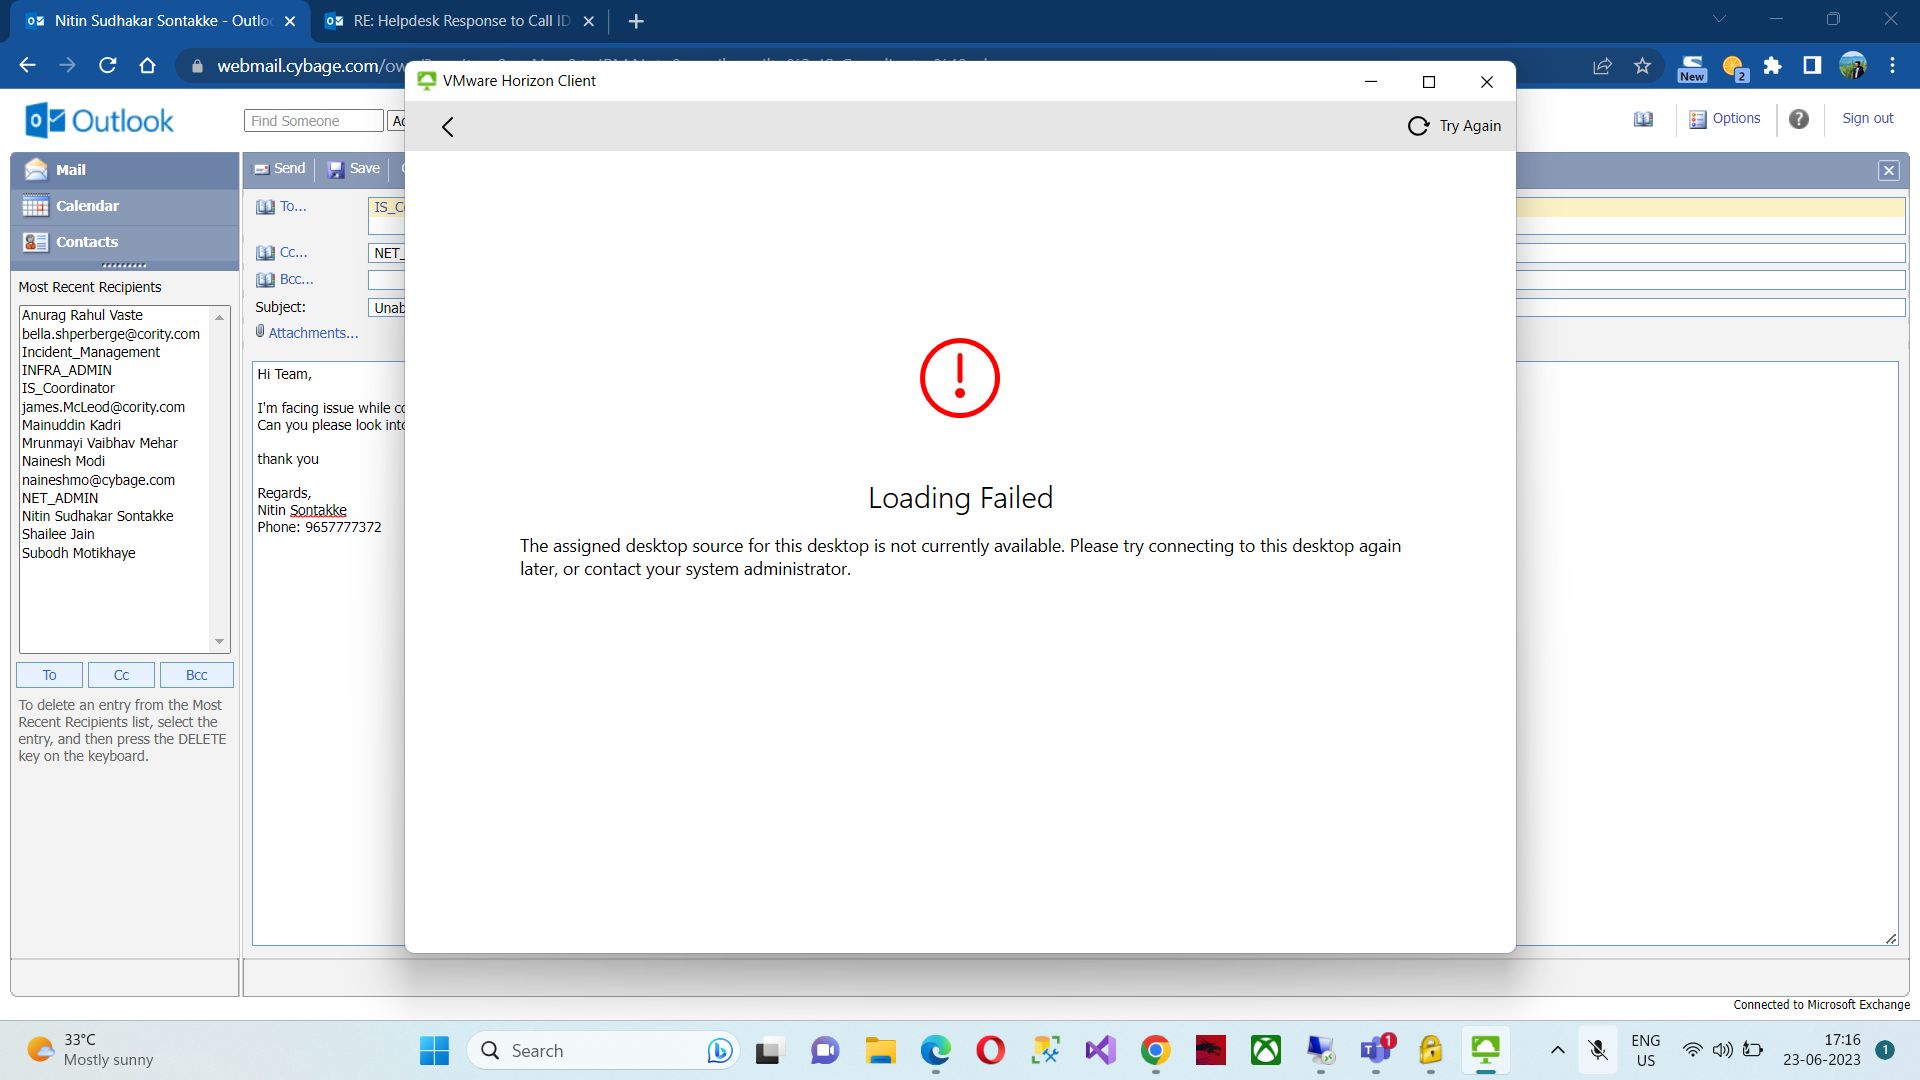 Nitin Sudhakar Sontakke - Outlo
RE: Helpdesk Response to Call ID
webmail.cybage.com/ow
New
2
VMware Horizon Client
Try Again
Outlook
Find Someone
Options
Sign out
Mail
Calendar
Contacts
Send
Save
To...
IS_C
Cc...
NET_
Bcc...
Subject:
Unab
Attachments...
Most Recent Recipients
Anurag Rahul Vaste
bella.shperberge@cority.com
Incident_Management
INFRA_ADMIN
IS_Coordinator
james.McLeod@cority.com
Mainuddin Kadri
Mrunmayi Vaibhav Mehar
Nainesh Modi
naineshmo@cybage.com
NET_ADMIN
Nitin Sudhakar Sontakke
Shailee Jain
Subodh Motikhaye
To
Cc
Bcc
To delete an entry from the Most
Recent Recipients list, select the
entry, and then press the DELETE
key on the keyboard.
Hi Team,
I'm facing issue while co
Can you please look into
thank you
Regards,
Nitin Sontakke
Phone: 9657777372
Loading Failed
The assigned desktop source for this desktop is not currently available. Please try connecting to this desktop again
later, or contact your system administrator.
Connected to Microsoft Exchange
33°C
Mostly sunny
Search
1
ENG
US
17:16
23-06-2023
1